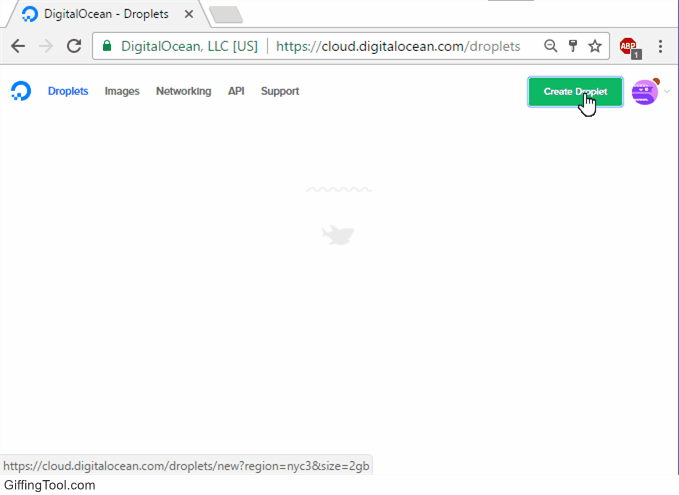 DigitalOcean - Droplets
DigitalOcean, LLC [US] https://cloud.digitalocean.com/droplets
ABP
1
Droplets Images Networking API Support Create Droplet
https://cloud.digitalocean.com/droplets/new?region=nyc3&size=2gb
GiffingTool.com